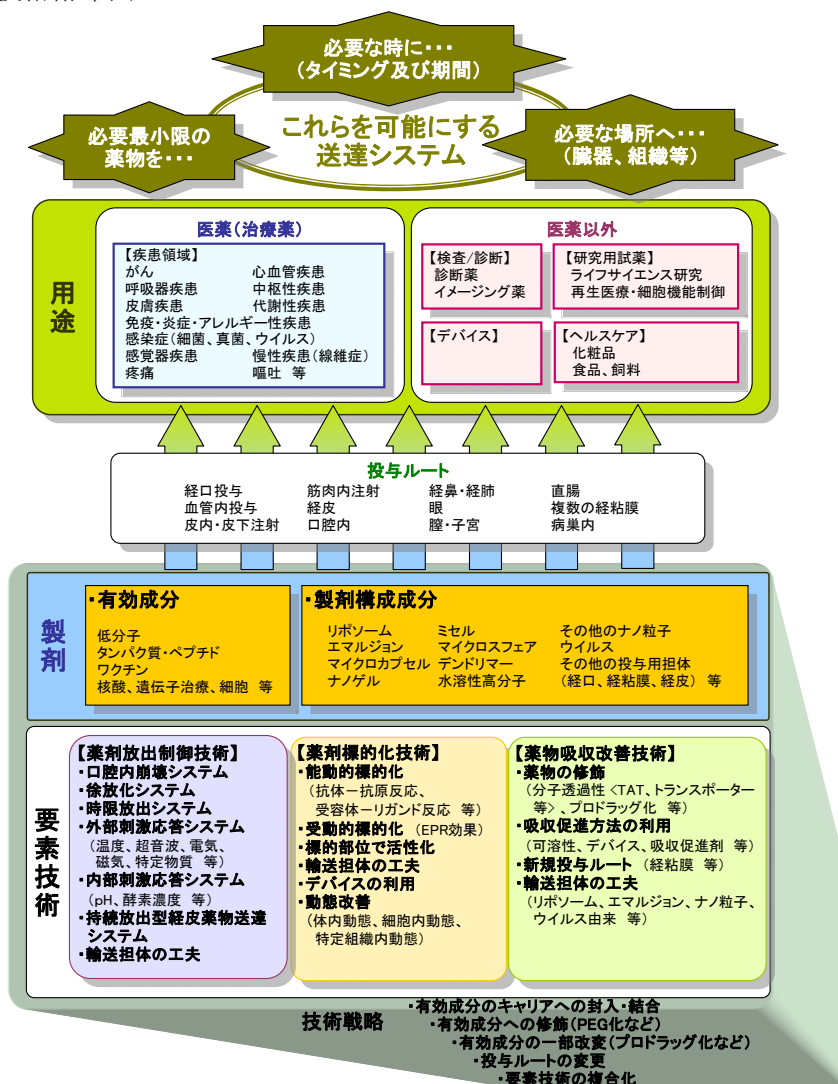 必要な時に・・・
(タイミング及び期間)
必要最小限の
薬物を・・・
これらを可能にする
送達システム
必要な場所へ・・・
(臓器、組織等)
用途
医薬(治療薬)
【疾患領域】
がん 心血管疾患
呼吸器疾患 中枢性疾患
皮膚疾患 代謝性疾患
免疫・炎症・アレルギー性疾患
感染症(細菌、真菌、ウイルス)
感覚器疾患 慢性疾患(線維症)
疼痛 嘔吐 等
医薬以外
【検査/診断】
診断薬
イメージング薬
【研究用試薬】
ライフサイエンス研究
再生医療・細胞機能制御
【デバイス】
【ヘルスケア】
化粧品
食品、飼料
投与ルート
経口投与 筋肉内注射 経鼻・経肺 直腸
血管内投与 経皮 眼 複数の経粘膜
皮内・皮下注射 口腔内 膣・子宮 病巣内
製剤
・有効成分
低分子
タンパク質・ペプチド
ワクチン
核酸、遺伝子治療、細胞 等
・製剤構成成分
リポソーム ミセル その他のナノ粒子
エマルジョン マイクロスフェア ウイルス
マイクロカプセル デンドリマー その他の投与用担体
ナノゲル 水溶性高分子 (経口、経粘膜、経皮) 等
要素技術
【薬剤放出制御技術】
・口腔内崩壊システム
・徐放化システム
・時限放出システム
・外部刺激応答システム
(温度、超音波、電気、
磁気、特定物質 等)
・内部刺激応答システム
(pH、酵素濃度 等)
・持続放出型経皮薬物送達
システム
・輸送担体の工夫
【薬剤標的化技術】
・能動的標的化
(抗体－抗原反応、
受容体－リガンド反応 等)
・受動的標的化 (EPR効果)
・標的部位で活性化
・輸送担体の工夫
・デバイスの利用
・動態改善
(体内動態、細胞内動態、
特定組織内動態)
【薬物吸収改善技術】
・薬物の修飾
(分子透過性 <TAT、トランスポーター
等> 、プロドラッグ化 等)
・吸収促進方法の利用
(可溶性、デバイス、吸収促進剤 等)
・新規投与ルート (経粘膜 等)
・輸送担体の工夫
(リポソーム、エマルジョン、ナノ粒子、
ウイルス由来 等)
技術戦略
・有効成分のキャリアへの封入・結合
・有効成分への修飾(PEG化など)
・有効成分の一部改変(プロドラッグ化など)
・投与ルートの変更
・要素技術の複合化